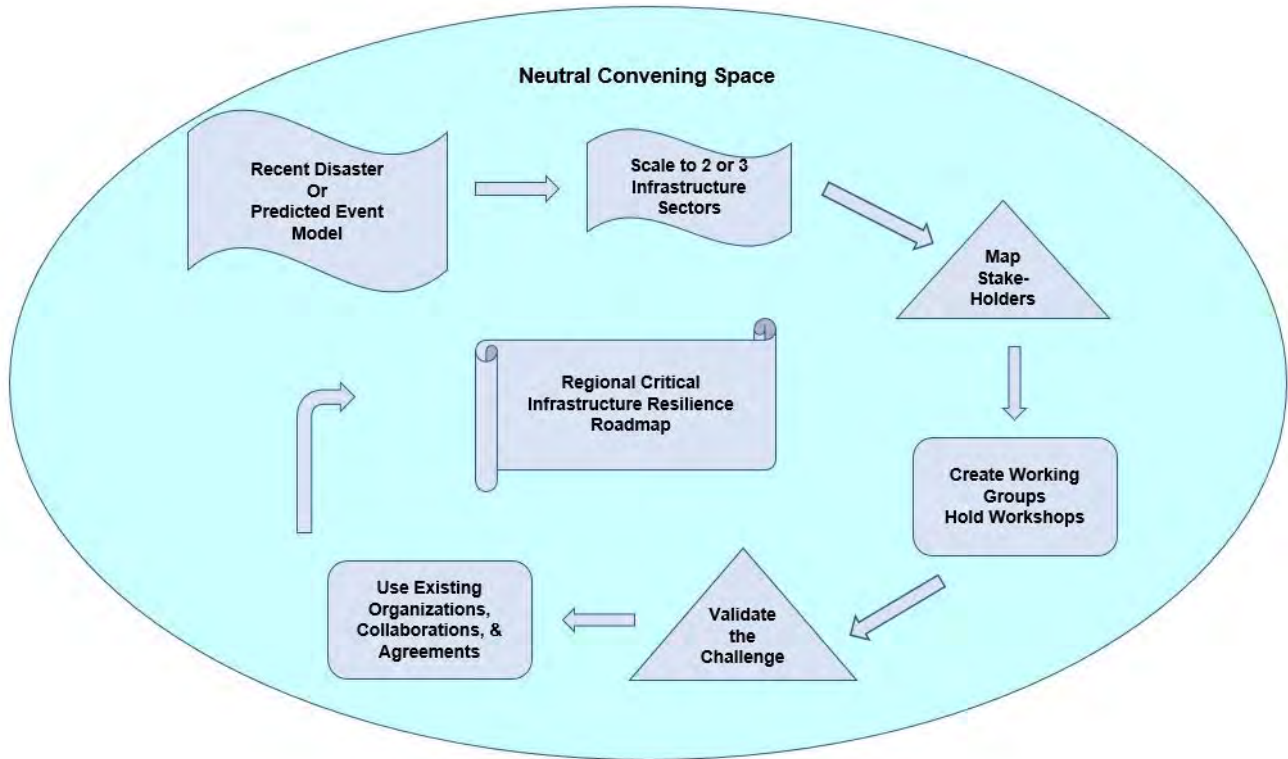 Neutral Convening Space
Recent Disaster
Or
Predicted Event
Model
Scale to 2 or 3
Infrastructure
Sectors
Map
Stake-
Holders
Create Working
Groups
Hold Workshops
Validate
the
Challenge
Use Existing
Organizations,
Collaborations, &
Agreements
Regional Critical
Infrastructure Resilience
Roadmap